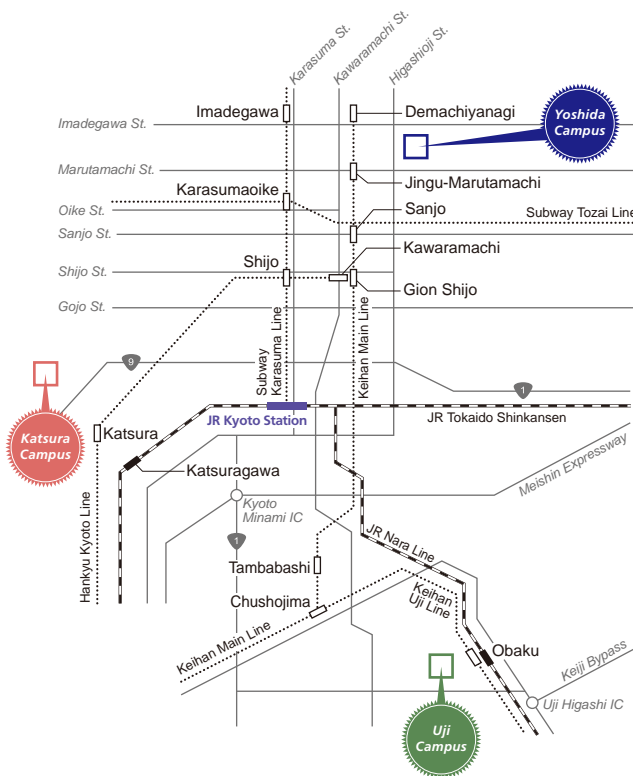 Karasuma St.
Kawaramachi St.
Higashioji St.
Imadegawa
Demachiyanagi
Yoshida
Campus
Imadegawa St.
Marutamachi St.
Jingu-Marutamachi
Karasumaoike
Oike St.
Sanjo
Subway Tozai Line
Sanjo St.
Kawaramachi
Shijo
Shijo St.
Gion Shijo
Gojo St.
Subway
Karasuma Line
Keihan Main Line
9
1
JR Kyoto Station
JR Tokaido Shinkansen
Katsura
Campus
Katsura
Katsuragawa
Meishin Expressway
Kyoto
Minami IC
Hankyu Kyoto Line
1
JR Nara Line
Tambabashi
Keihan
Uji Line
Chushojima
Keihan Main Line
Obaku
Keiji Bypass
Uji Higashi IC
Uji
Campus